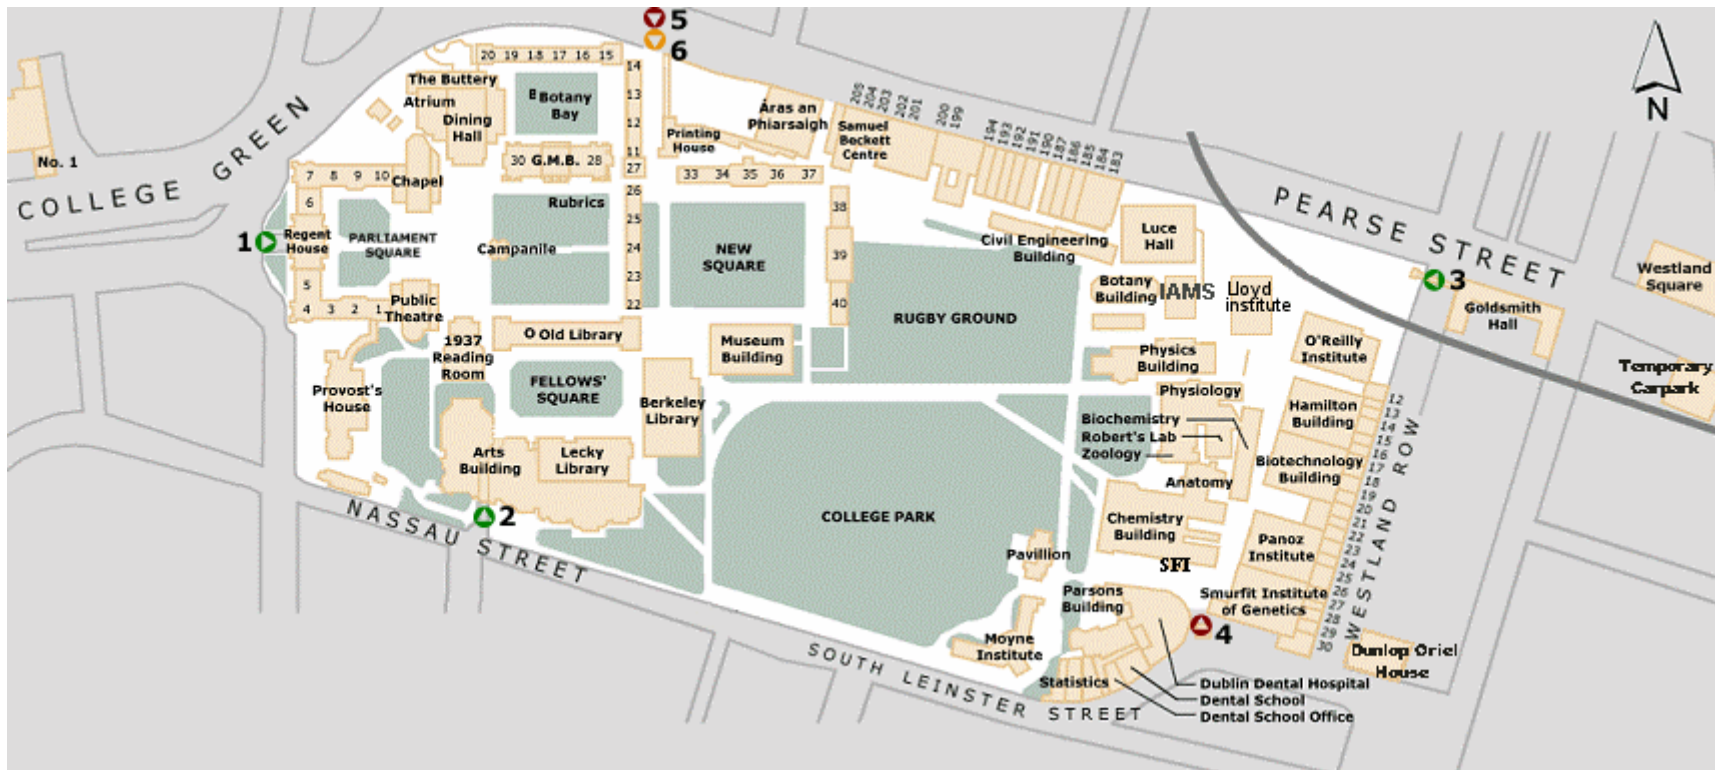 5
6
20 19 18 17 16 15
14
13
12
11
27
The Buttery
Atrium
Dining
Hall
B Botany
Bay
Printing
House
Áras an
Phiarsaigh
Samuel
Beckett
Centre
205
204
203
202
201
200
199
194
193
192
191
190
187
186
185
184
183
N
No. 1
COLLEGE GREEN
7 8 9 10
6
Chapel
30 G.M.B. 28
33 34 35 36 37
26
25
24
23
22
38
39
40
Rubrics
1
Regent
House
PARLIAMENT
SQUARE
Campanile
NEW
SQUARE
Civil Engineering
Building
Luce
Hall
PEARSE STREET
3
Westland
Square
Goldsmith
Hall
5
4 3 2 1
Public
Theatre
Botany
Building
IAMS
Lloyd
institute
RUGBY GROUND
O Old Library
1937
Reading
Room
Museum
Building
Physics
Building
O'Reilly
Institute
Temporary
Carpark
Provost's
House
FELLOWS'
SQUARE
Berkeley
Library
Physiology
Biochemistry
Robert's Lab
Zoology
Hamilton
Building
12
13
14
15
16
17
18
19
20
21
22
23
24
25
26
27
28
29
30
WESTLAND ROW
Arts
Building
Lecky
Library
Anatomy
Biotechnology
Building
2
NASSAU STREET
COLLEGE PARK
Chemistry
Building
Panoz
Institute
Pavillion
SFI
Parsons
Building
Smurfit Institute
of Genetics
4
Moyne
Institute
Dunlop Oriel
House
SOUTH LEINSTER STREET
Statistics
Dublin Dental Hospital
Dental School
Dental School Office